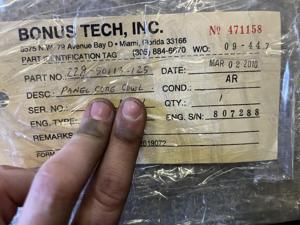 BONUS TECH, INC. Nº 471158
5575 N.W. 79 Avenue Bay D • Miami, Florida 33166
PART IDENTIFICATION TAG (305) 884-6670 W/O: 09-447
PART NO. DATE: MAR 02 2010
DESC.: PANEL CORE COWL COND.: AR
SER. NO.: QTY.: 1
ENG. TYPE: ENG. S/N: 807288
REMARKS
FORM